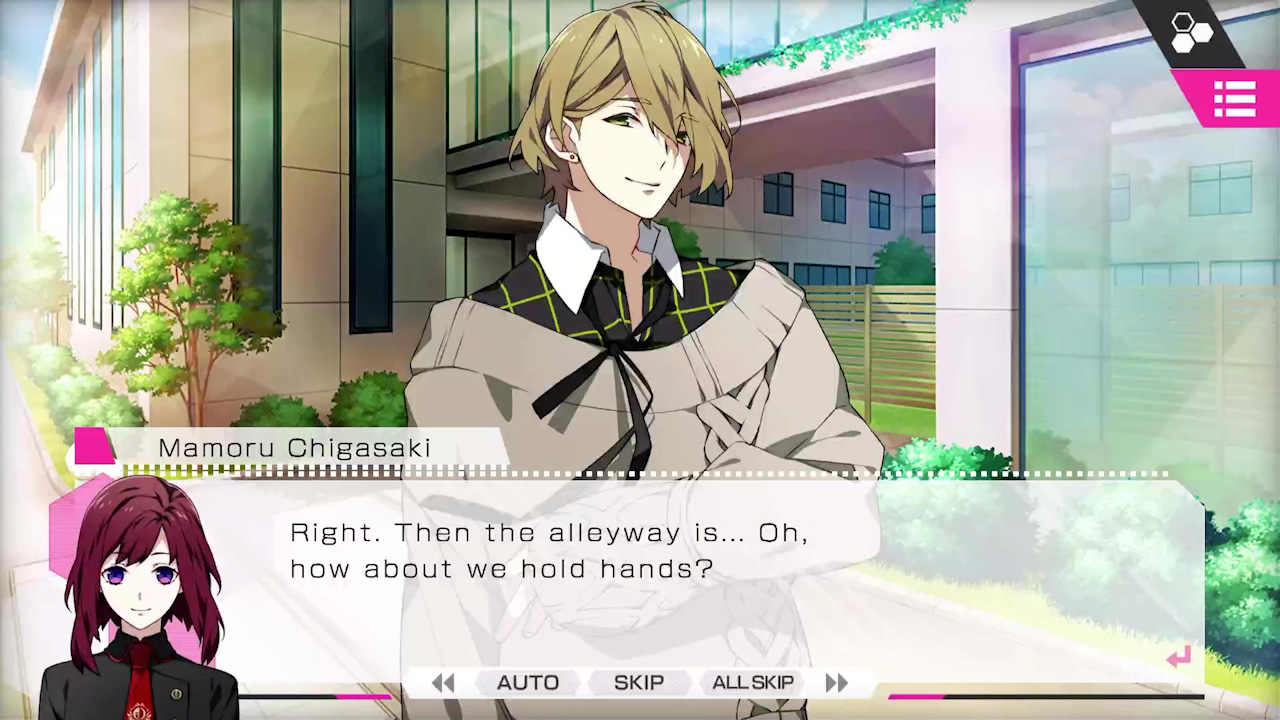 Mamoru Chigasaki
Right. Then the alleyway is... Oh,
how about we hold hands?
AUTO SKIP ALL SKIP